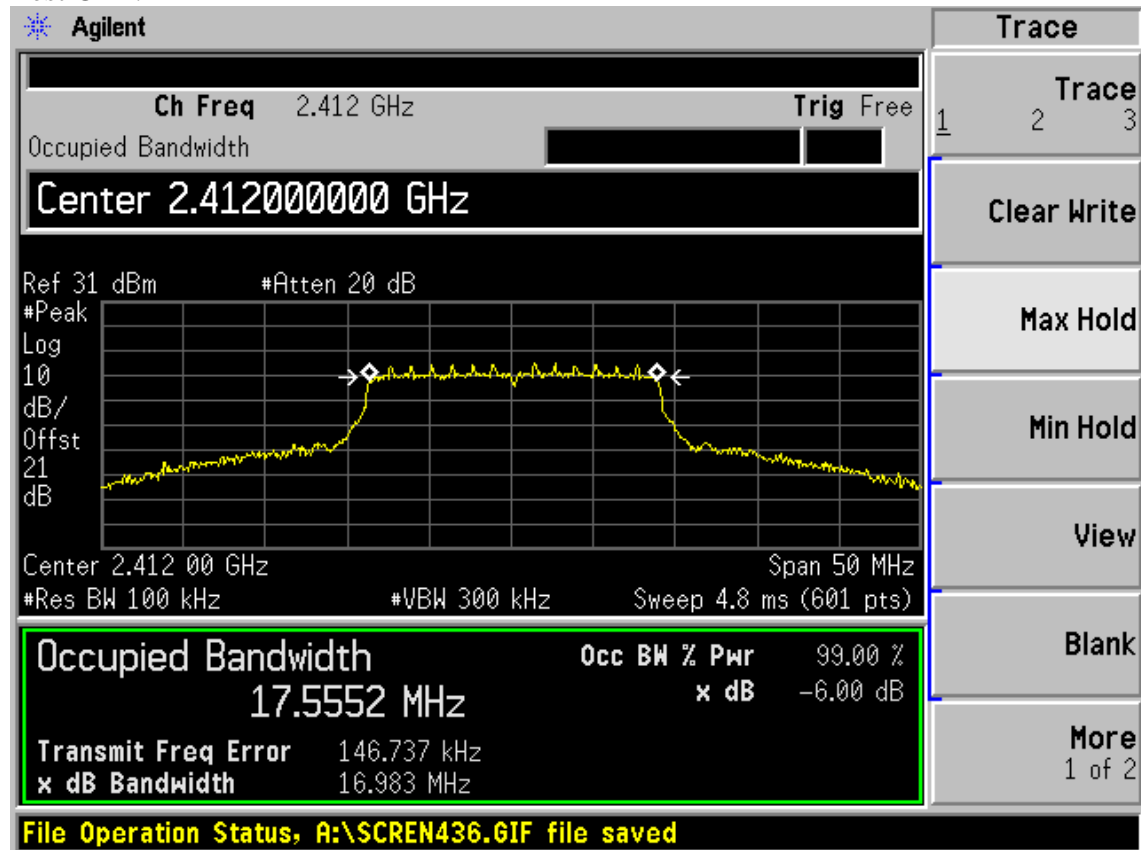 Agilent
Trace
Ch Freq 2.412 GHz Trig Free
Occupied Bandwidth
Center 2.412000000 GHz
Ref 31 dBm #Atten 20 dB
#Peak
Log
10
dB/
Offst
21
dB
Center 2.412 00 GHz Span 50 MHz
#Res BW 100 kHz #VBW 300 kHz Sweep 4.8 ms (601 pts)
Occupied Bandwidth Occ BW % Pwr 99.00 %
17.5552 MHz x dB -6.00 dB
Transmit Freq Error 146.737 kHz
x dB Bandwidth 16.983 MHz
File Operation Status, A:\SCREN436.GIF file saved
Trace
1 2 3
Clear Write
Max Hold
Min Hold
View
Blank
More
1 of 2